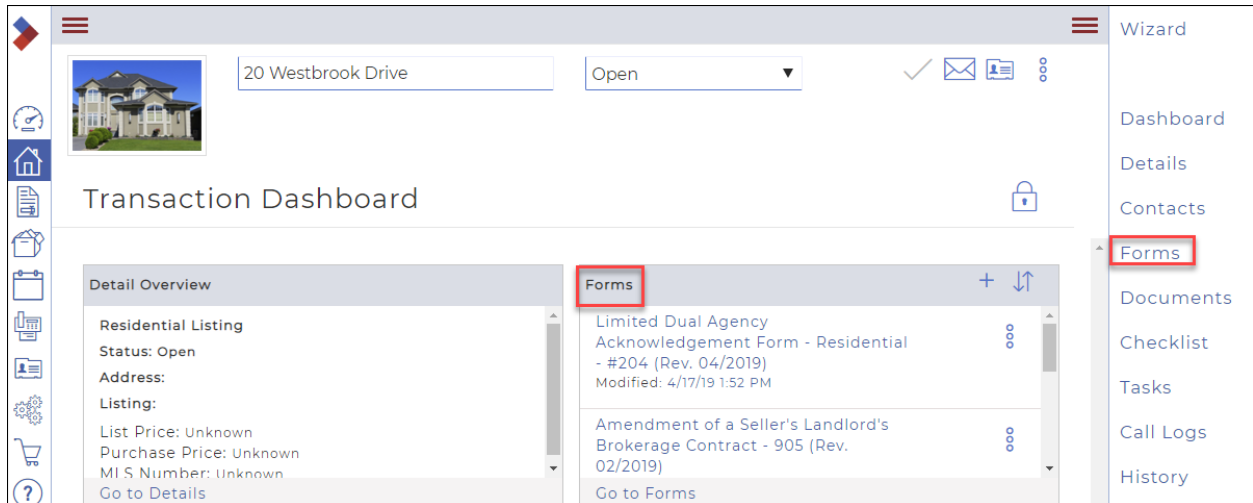 Wizard
20 Westbrook Drive
Open
Dashboard
Details
Transaction Dashboard
Contacts
Forms
Documents
Checklist
Tasks
Call Logs
History
Detail Overview
Residential Listing
Status: Open
Address:
Listing:
List Price: Unknown
Purchase Price: Unknown
MLS Number: Unknown
Go to Details
Forms
Limited Dual Agency
Acknowledgement Form - Residential
- #204 (Rev. 04/2019)
Modified: 4/17/19 1:52 PM
Amendment of a Seller's Landlord's
Brokerage Contract - 905 (Rev.
02/2019)
Go to Forms